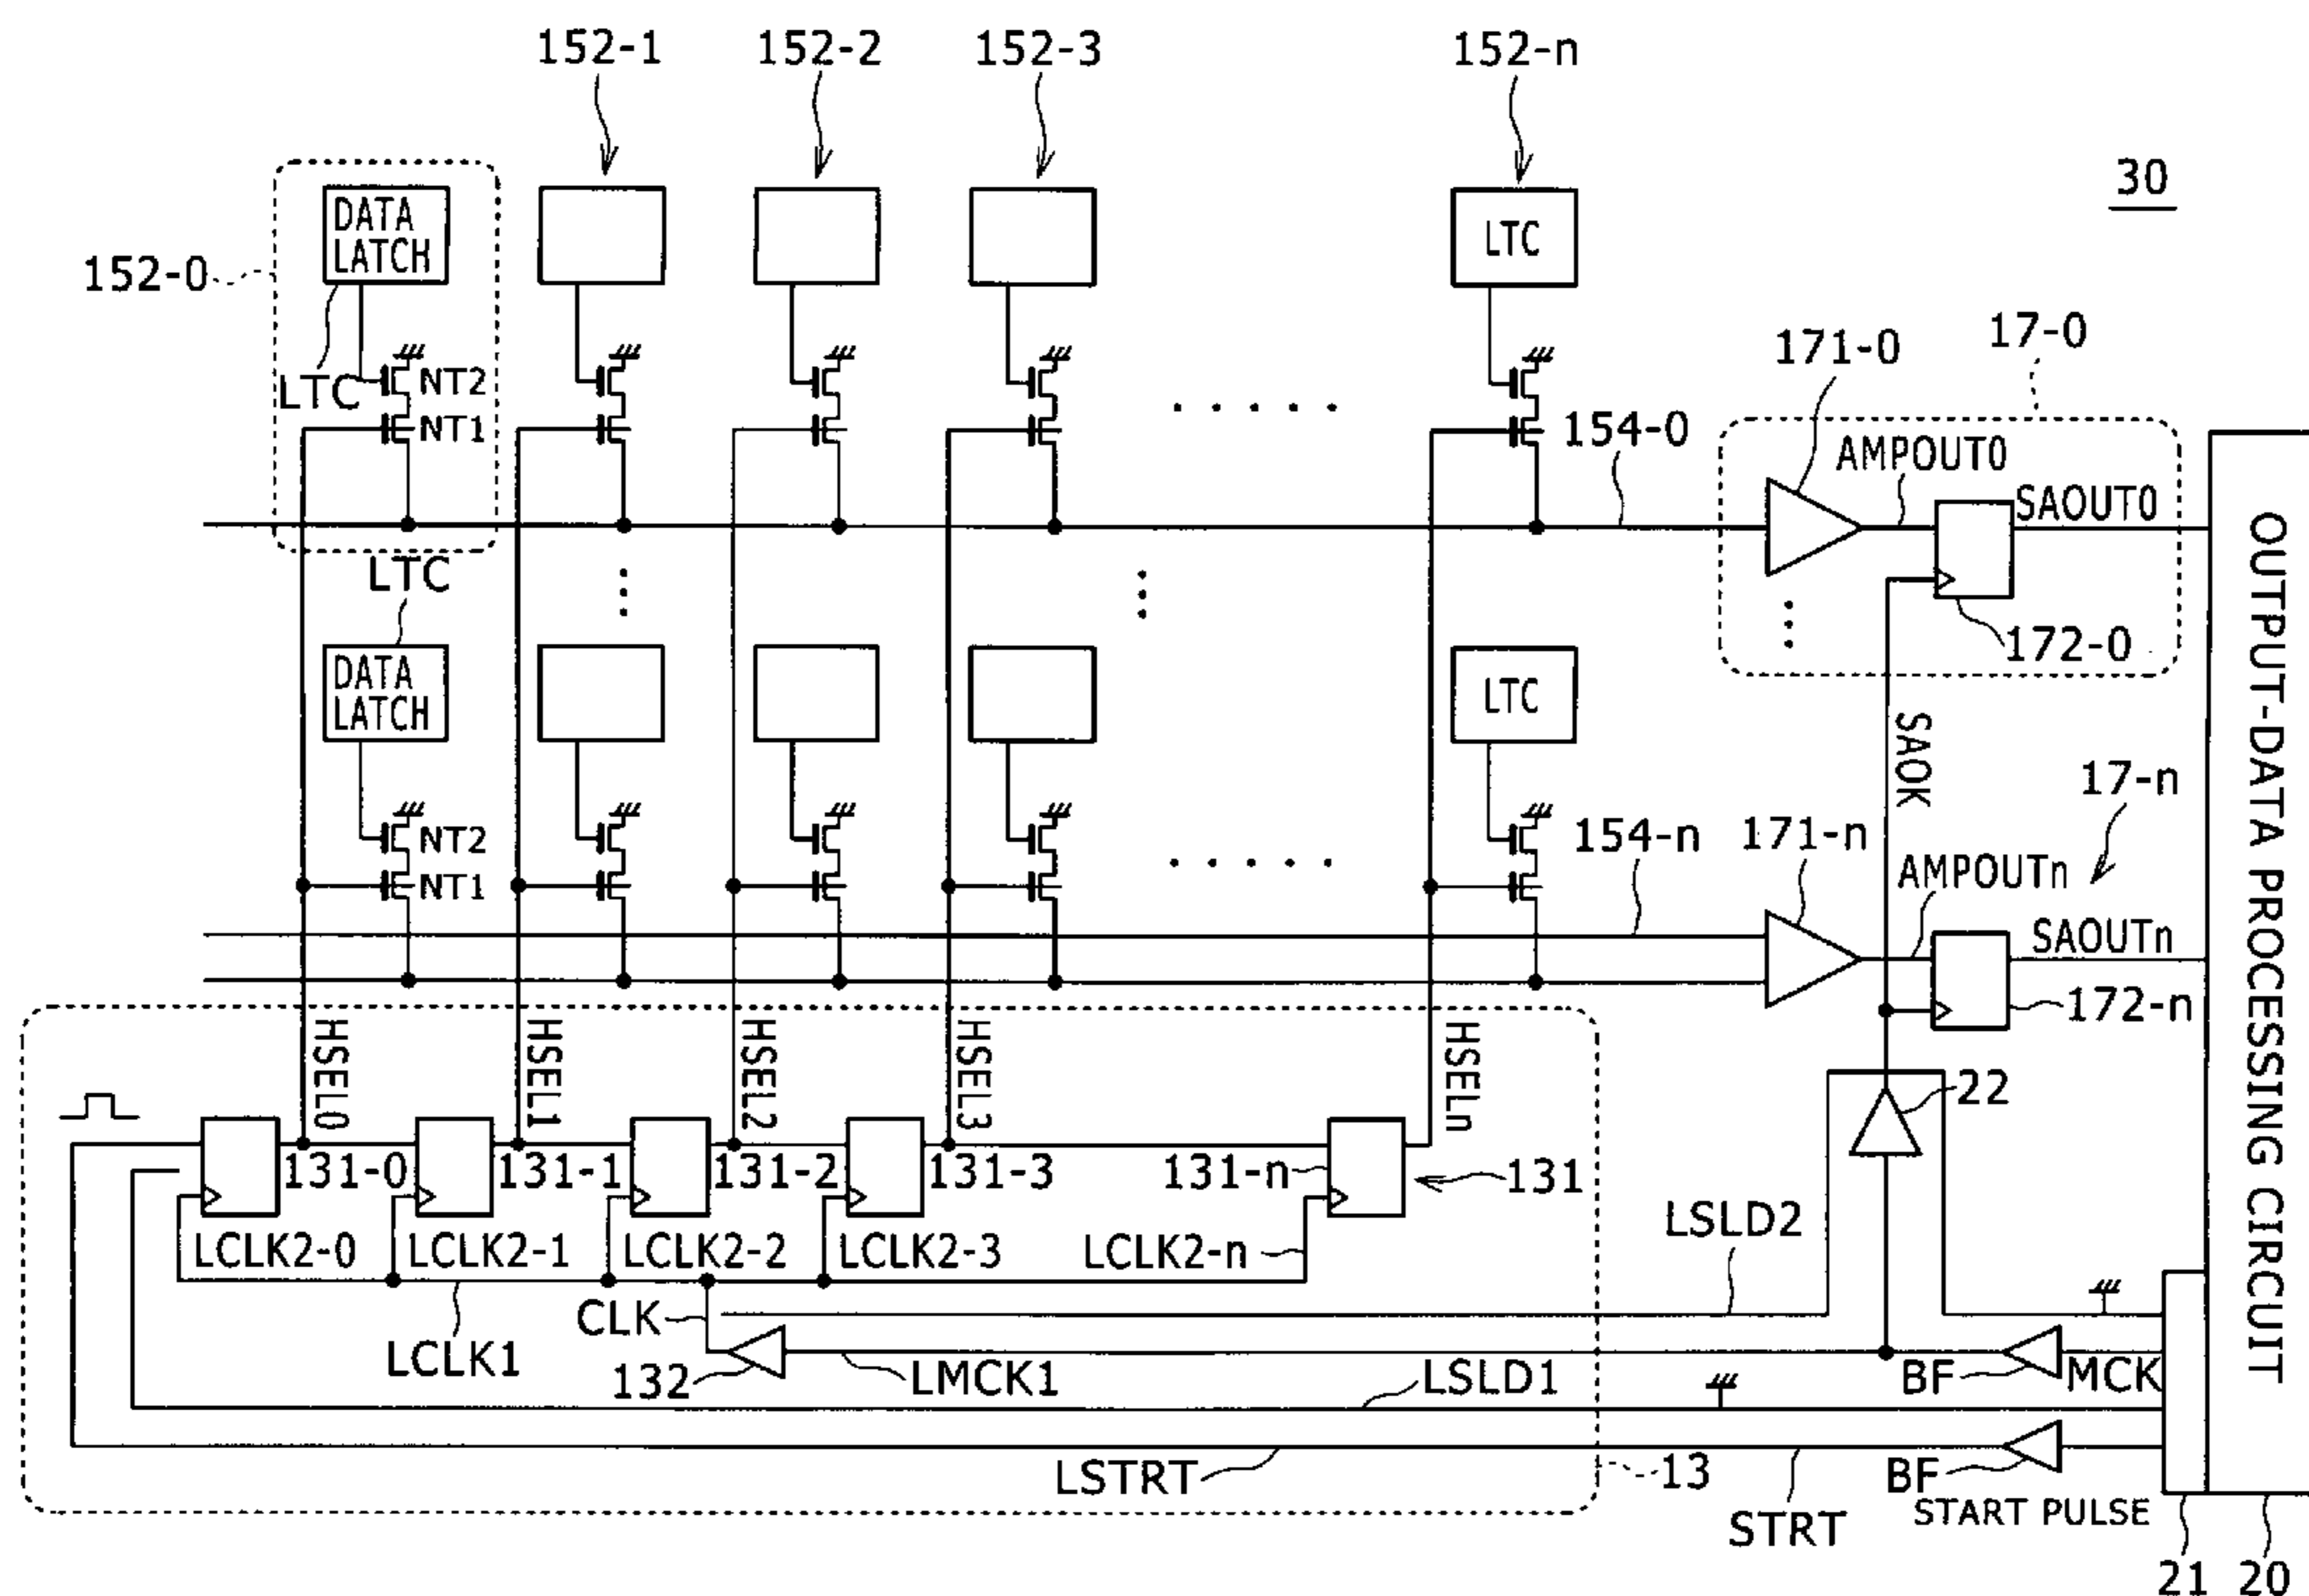 152-1
152-2
152-3
152-n
30
DATA
LATCH
LTC
152-0
17-0
171-0
LTC
NT2
NT1
154-0
AMPOUT0
SAOUT0
LTC
172-0
DATA
LATCH
LTC
SAOK
17-n
NT2
NT1
154-n
171-n
AMPOUTn
SAOUTn
172-n
OUTPUT-DATA PROCESSING CIRCUIT
HSEL0
HSEL1
HSEL2
HSEL3
HSELn
22
131-0
131-1
131-2
131-3
131-n
131
LCLK2-0
LCLK2-1
LCLK2-2
LCLK2-3
LCLK2-n
LSLD2
CLK
LCLK1
132
LMCK1
LSLD1
BF
MCK
LSTRT
13
BF
STRT
START PULSE
21
20